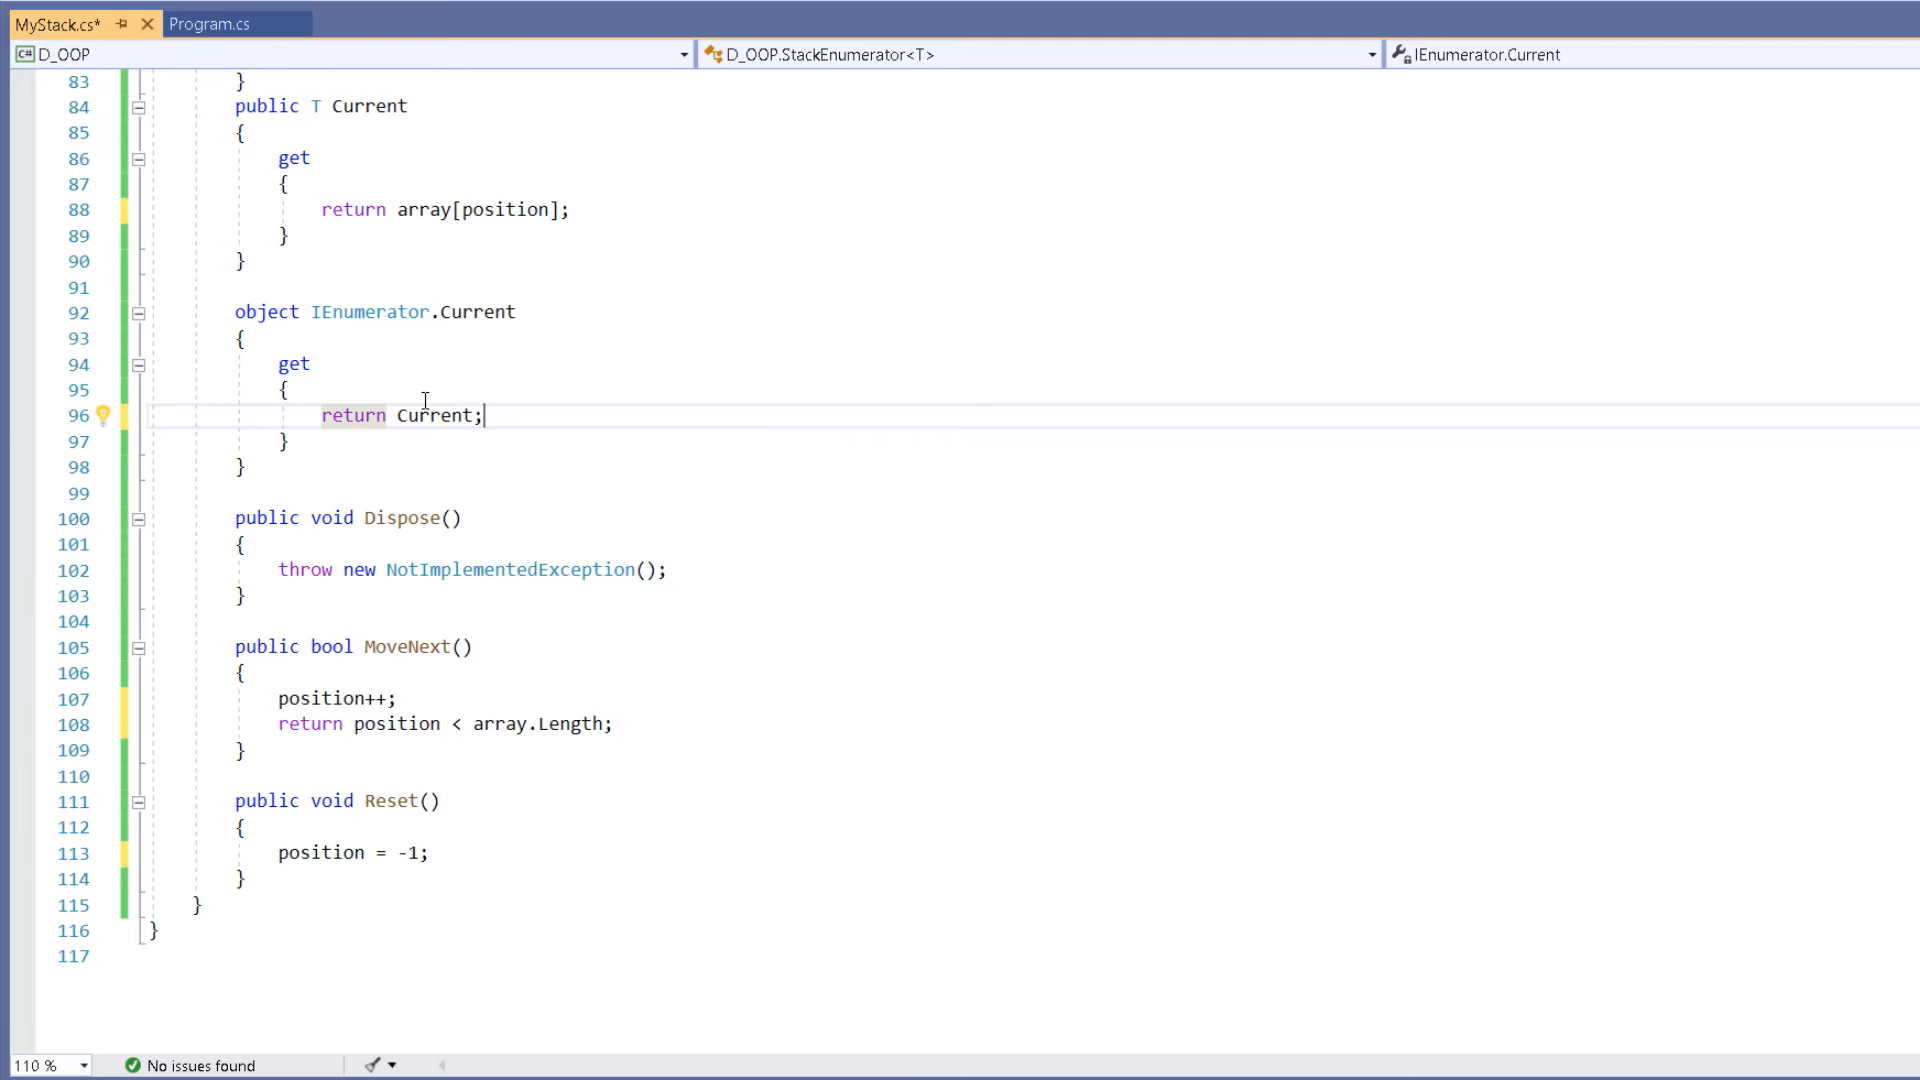 MyStack.cs* Program.cs
C# D_OOP D_OOP.StackEnumerator<T> IEnumerator.Current
83 }
84 public T Current
85 {
86 get
87 {
88 return array[position];
89 }
90 }
91
92 object IEnumerator.Current
93 {
94 get
95 {
96 return Current;
97 }
98 }
99
100 public void Dispose()
101 {
102 throw new NotImplementedException();
103 }
104
105 public bool MoveNext()
106 {
107 position++;
108 return position < array.Length;
109 }
110
111 public void Reset()
112 {
113 position = -1;
114 }
115 }
116 }
117
110 % No issues found